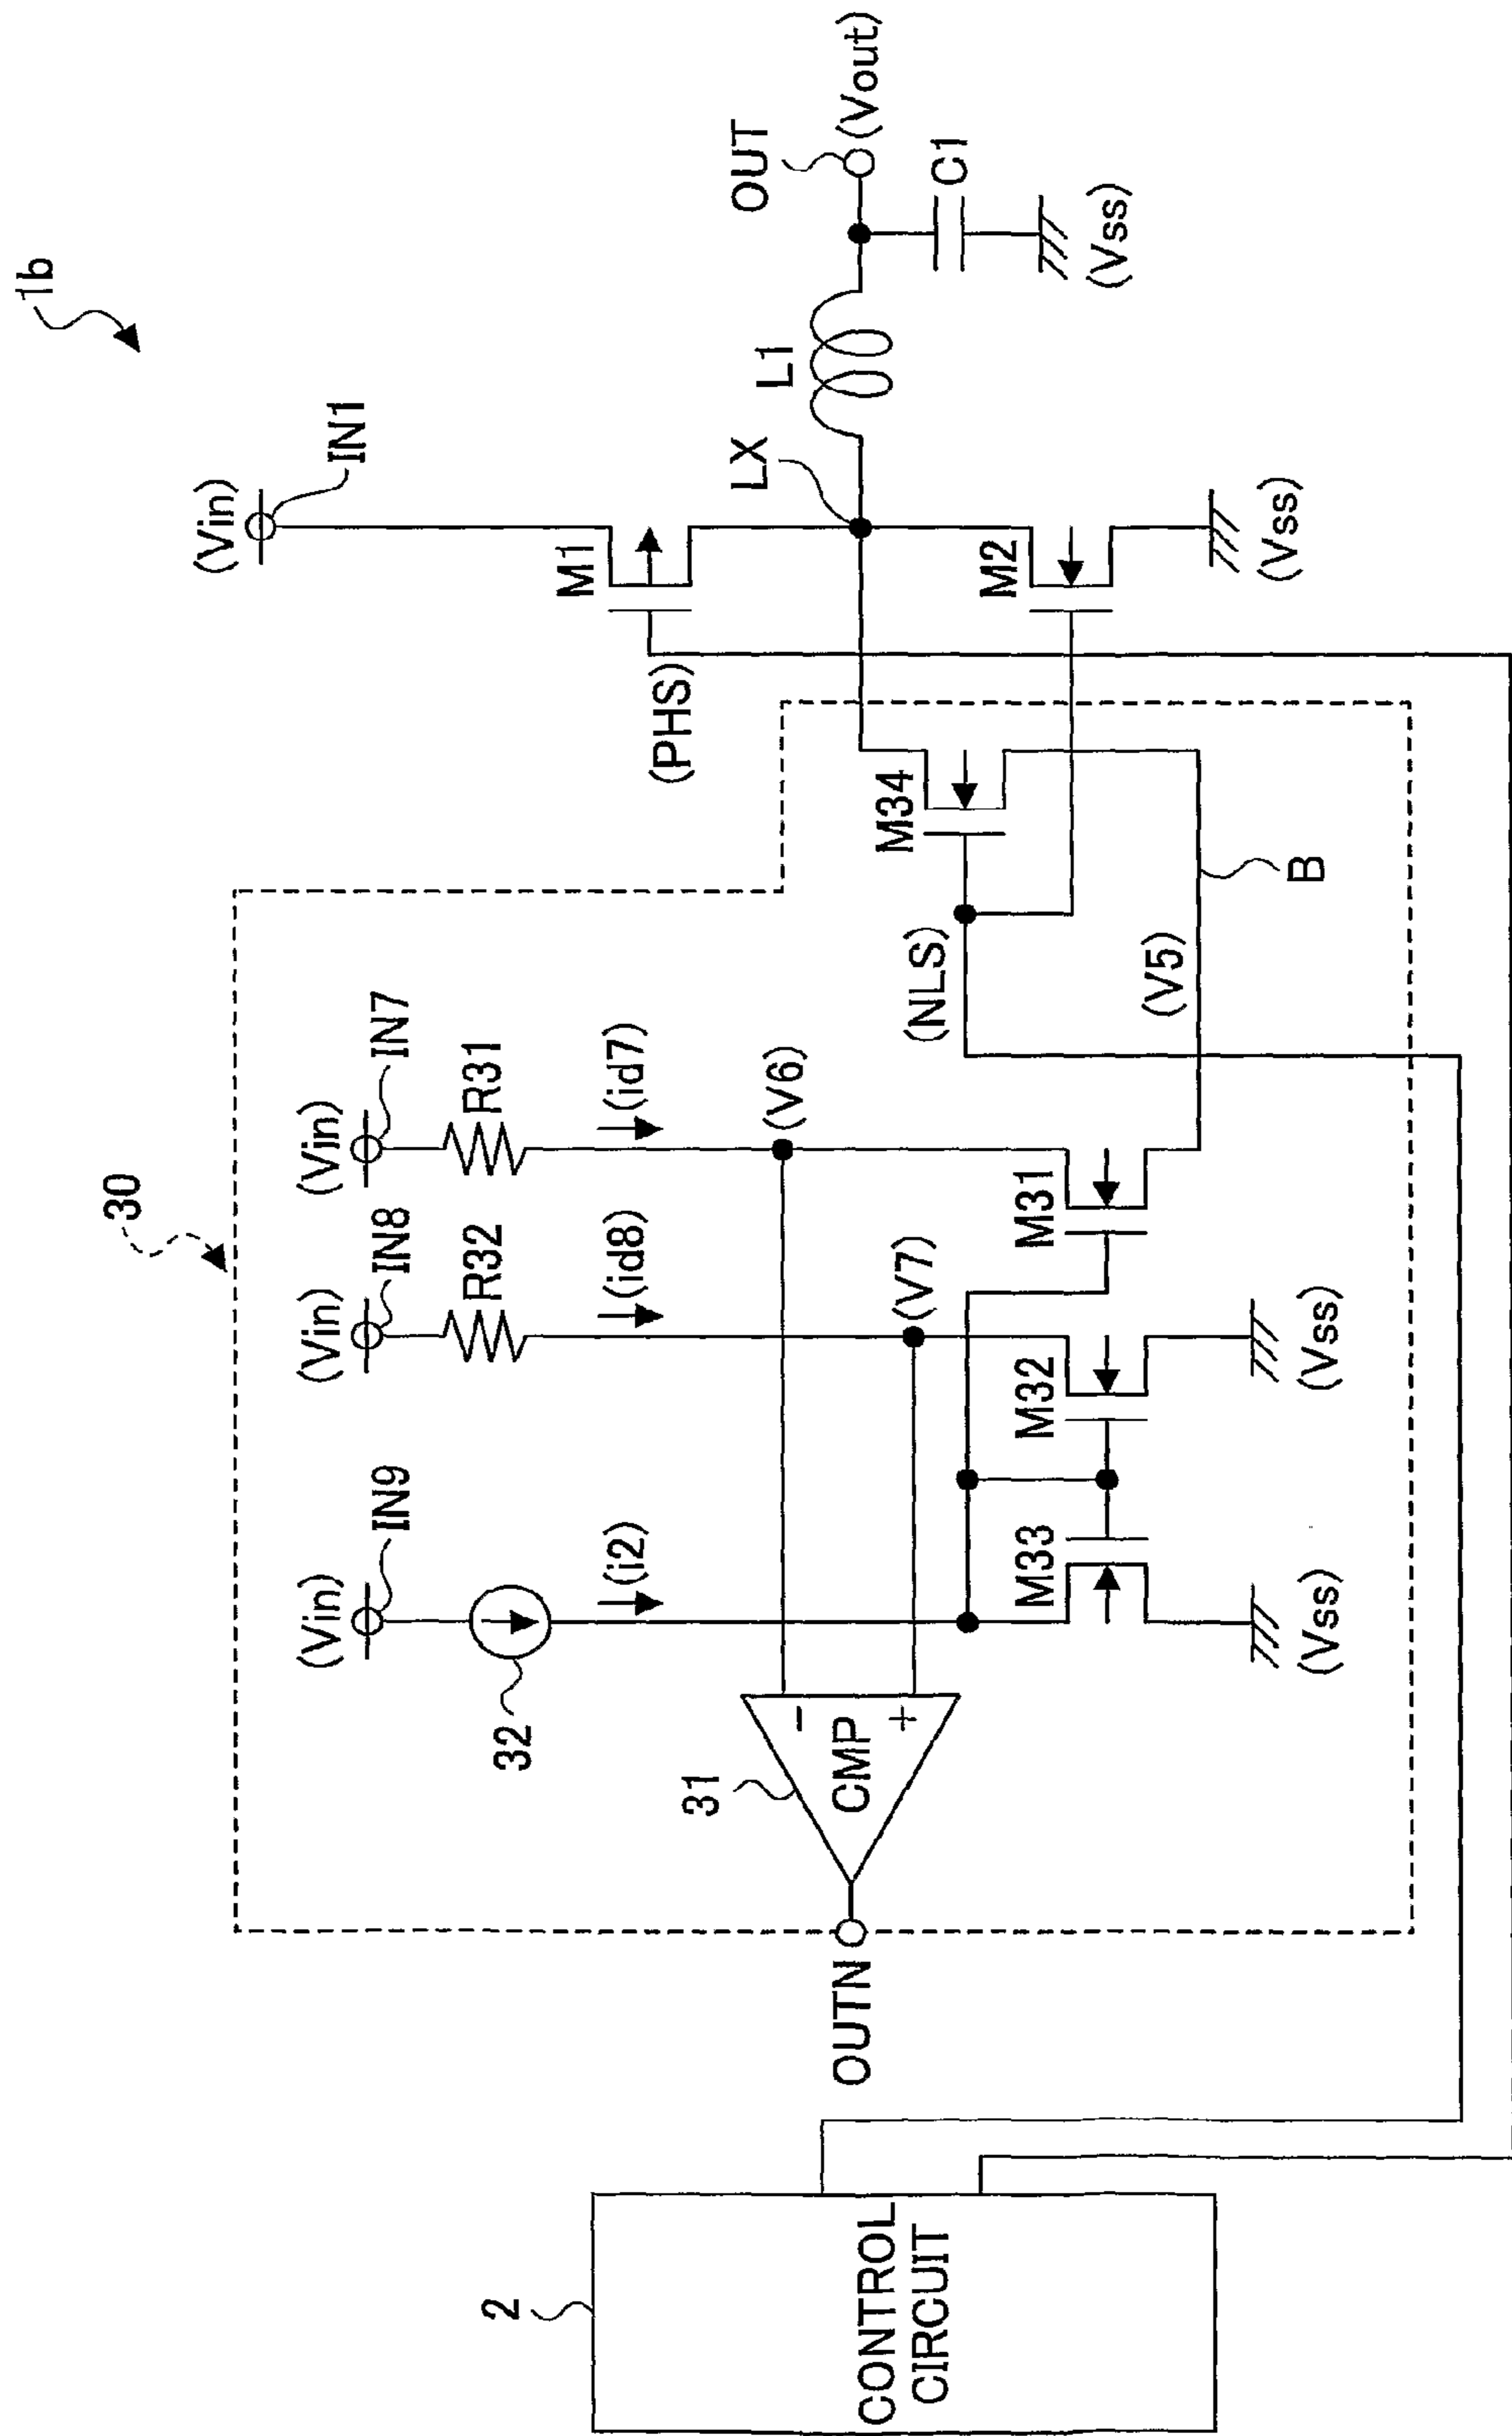 1b
30
(Vin)
IN1
(Vin)
IN9
(Vin)
IN8
(Vin)
IN7
32
R32
R31
(i2)
(id8)
(id7)
M1
(PHS)
LX
L1
OUT
(Vout)
C1
(Vss)
31
-
CMP
+
OUTN
(V6)
(V7)
(NLS)
M34
M2
(Vss)
M33
M32
M31
(V5)
B
(Vss)
(Vss)
2
CONTROL
CIRCUIT